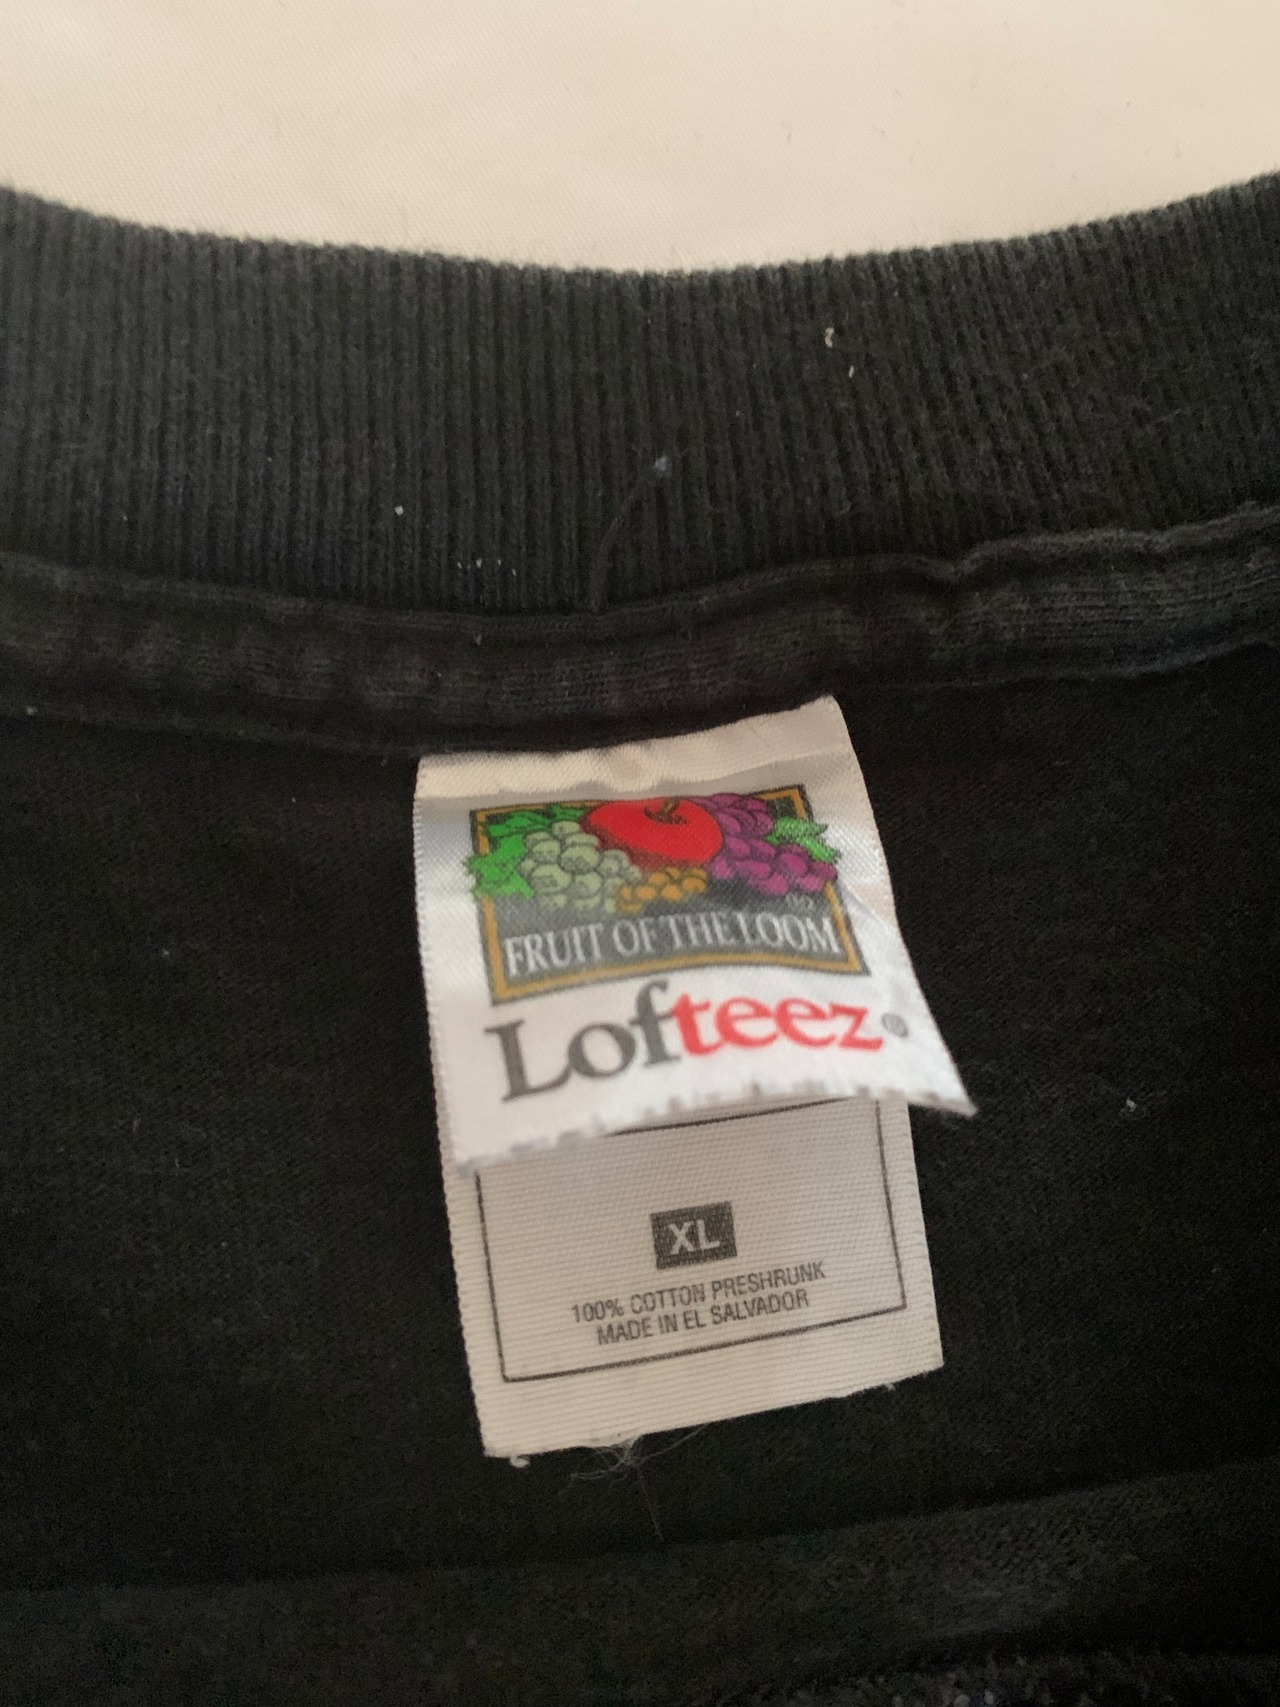 FRUIT OF THE LOOM
®
Lofteez®
XL
100% COTTON PRESHRUNK
MADE IN EL SALVADOR